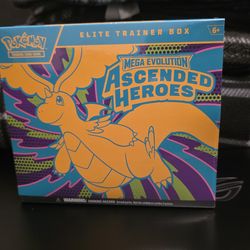 Pokémon
ELITE TRAINER BOX
6+
MEGA EVOLUTION
ASCENDED
HEROES
WARNING: